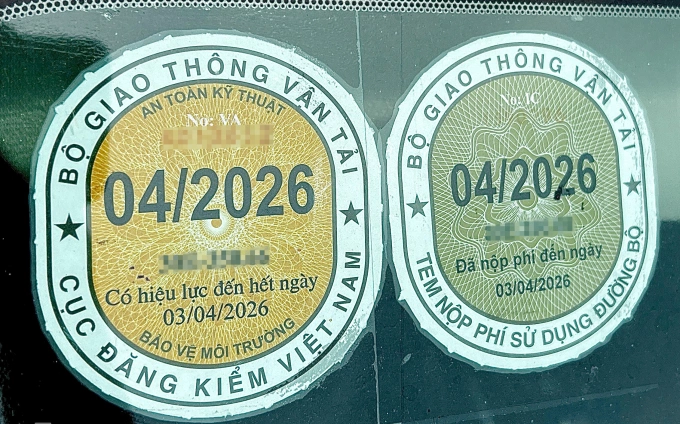 BỘ GIAO THÔNG VẬN TẢI
AN TOÀN KỸ THUẬT
No: VA
04/2026
Có hiệu lực đến hết ngày
03/04/2026
BẢO VỆ MÔI TRƯỜNG
CỤC ĐĂNG KIỂM VIỆT NAM
BỘ GIAO THÔNG VẬN TẢI
No: IC
04/2026
Đã nộp phí đến ngày
03/04/2026
TEM NỘP PHÍ SỬ DỤNG ĐƯỜNG BỘ